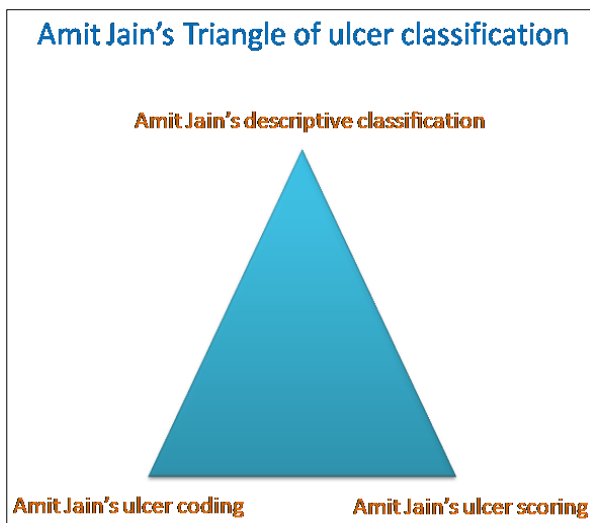 Amit Jain's Triangle of ulcer classification
Amit Jain's descriptive classification
Amit Jain's ulcer coding
Amit Jain's ulcer scoring